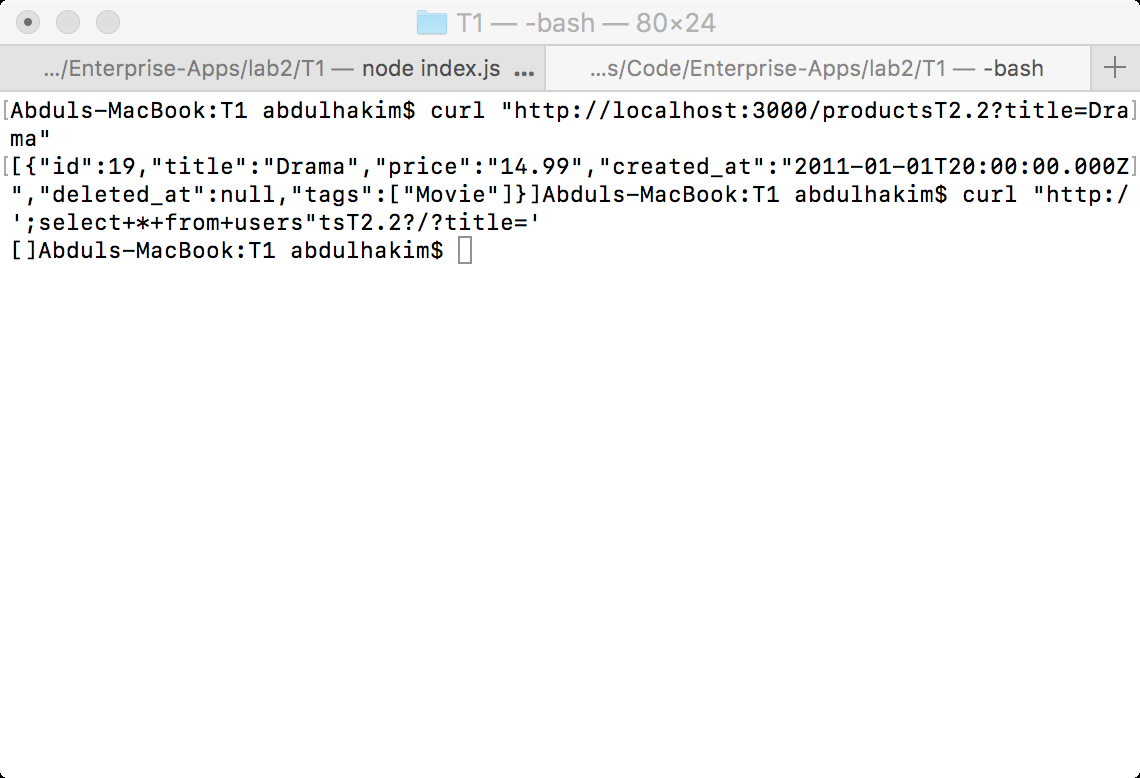 T1 — -bash — 80×24
.../Enterprise-Apps/lab2/T1 — node index.js ...
...s/Code/Enterprise-Apps/lab2/T1 — -bash
[Abduls-MacBook:T1 abdulhakim$ curl "http://localhost:3000/productsT2.2?title=Dra]
ma"
[[{"id":19,"title":"Drama","price":"14.99","created_at":"2011-01-01T20:00:00.000Z]
","deleted_at":null,"tags":["Movie"]}]Abduls-MacBook:T1 abdulhakim$ curl "http:/
';select+*+from+users"tsT2.2?/?title='
[]Abduls-MacBook:T1 abdulhakim$